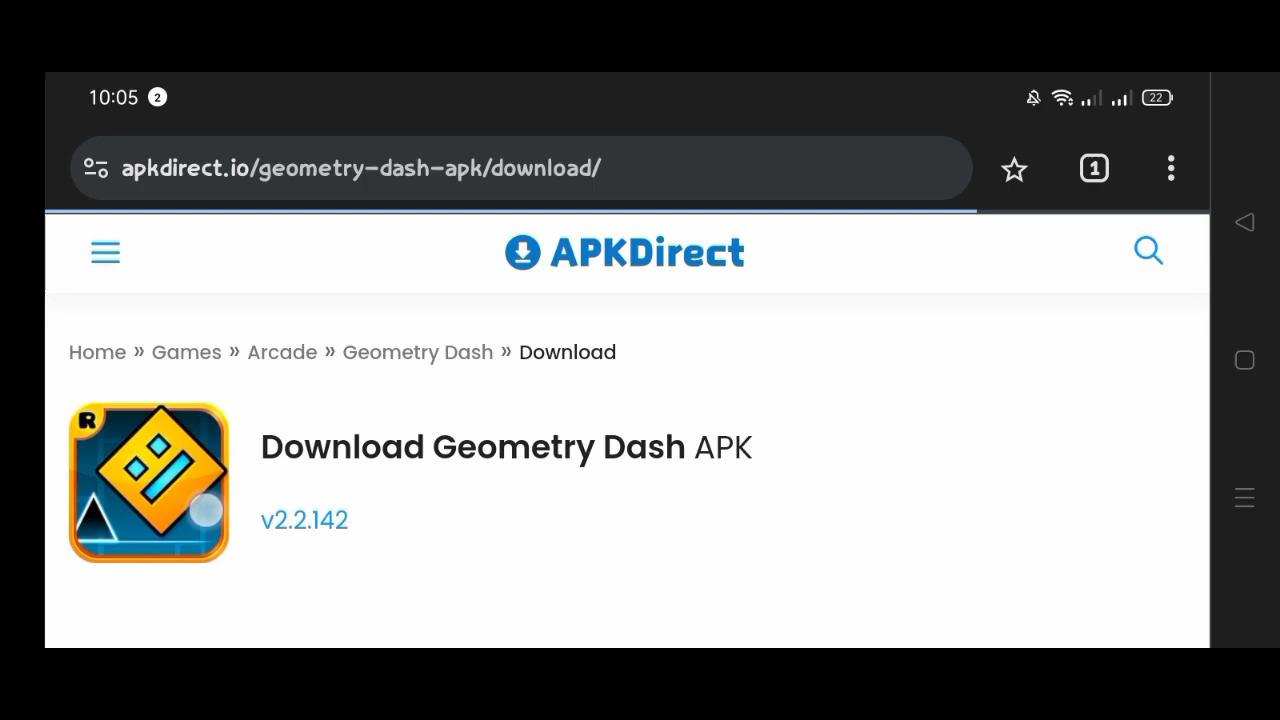 10:05 2
22
apkdirect.io/geometry-dash-apk/download/
1
APKDirect
Home » Games » Arcade » Geometry Dash » Download
R
Download Geometry Dash APK
v2.2.142